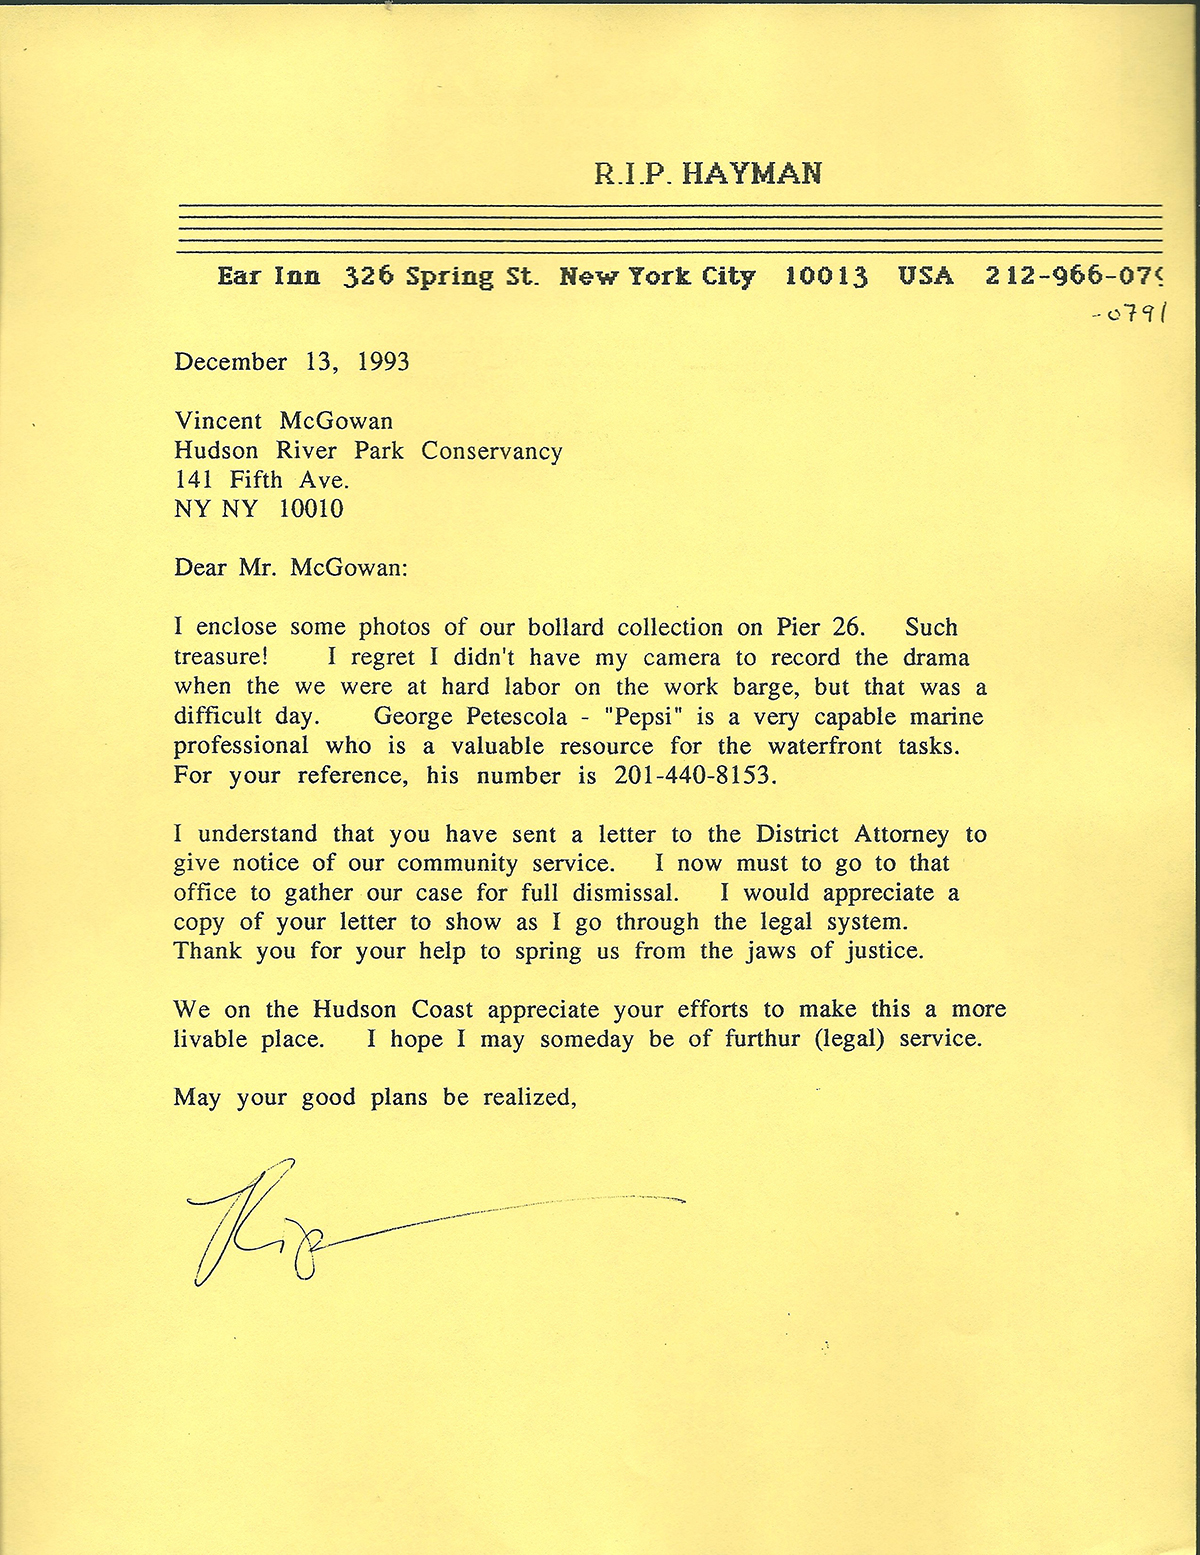 R.I.P. HAYMAN
Ear Inn 326 Spring St. New York City 10013 USA 212-966-079
-0791
December 13, 1993
Vincent McGowan
Hudson River Park Conservancy
141 Fifth Ave.
NY NY 10010
Dear Mr. McGowan:
I enclose some photos of our bollard collection on Pier 26. Such
treasure! I regret I didn't have my camera to record the drama
when the we were at hard labor on the work barge, but that was a
difficult day. George Petescola - "Pepsi" is a very capable marine
professional who is a valuable resource for the waterfront tasks.
For your reference, his number is 201-440-8153.
I understand that you have sent a letter to the District Attorney to
give notice of our community service. I now must to go to that
office to gather our case for full dismissal. I would appreciate a
copy of your letter to show as I go through the legal system.
Thank you for your help to spring us from the jaws of justice.
We on the Hudson Coast appreciate your efforts to make this a more
livable place. I hope I may someday be of furthur (legal) service.
May your good plans be realized,
Rip